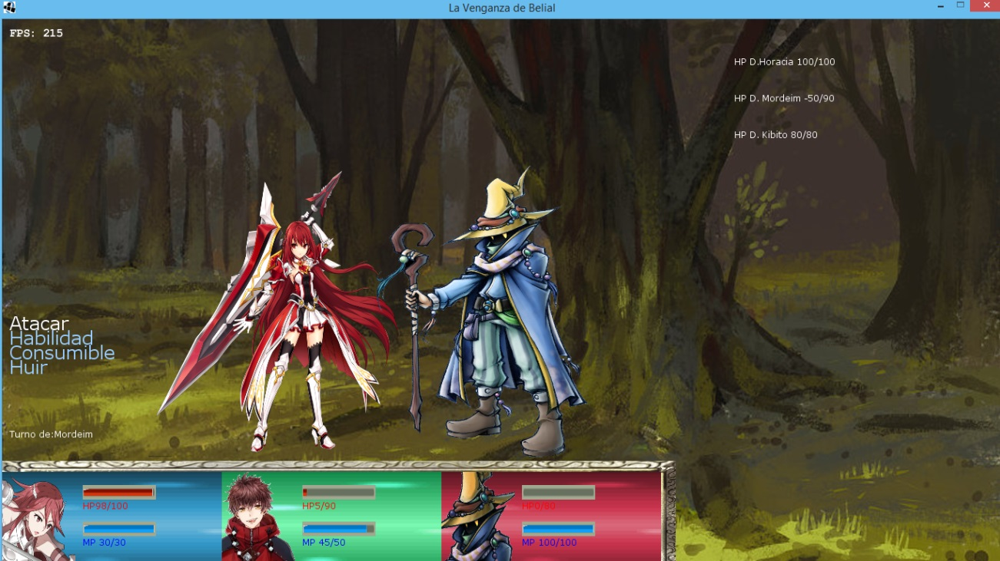 La Venganza de Belial
FPS: 215
HP D.Horacia 100/100
HP D. Mordeim -50/90
HP D. Kibito 80/80
Atacar
Habilidad
Consumible
Huir
Turno de:Mordeim
HP98/100
MP 30/30
HP5/90
MP 45/50
HP0/80
MP 100/100